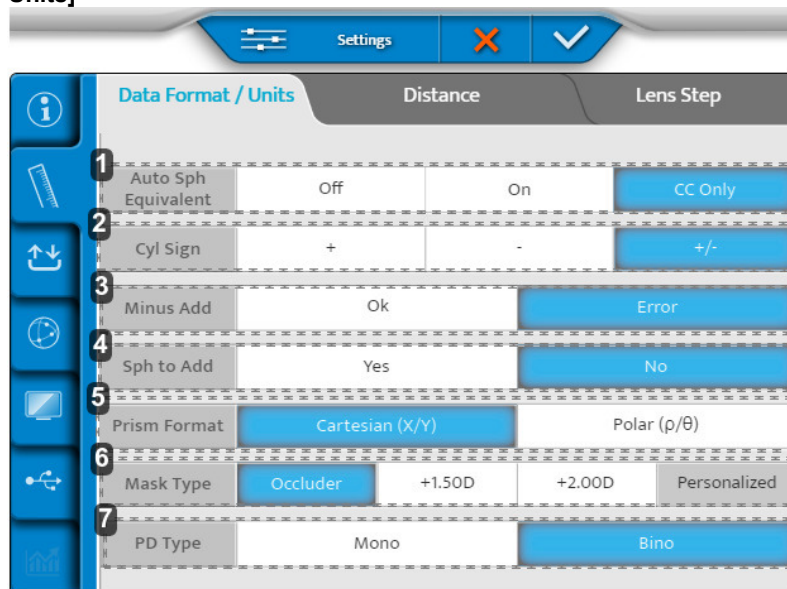 Units]
Settings
Data Format / Units Distance Lens Step
1
Auto Sph Equivalent Off On CC Only
2
Cyl Sign + - +/-
3
Minus Add Ok Error
4
Sph to Add Yes No
5
Prism Format Cartesian (X/Y) Polar (ρ/θ)
6
Mask Type Occluder +1.50D +2.00D Personalized
7
PD Type Mono Bino